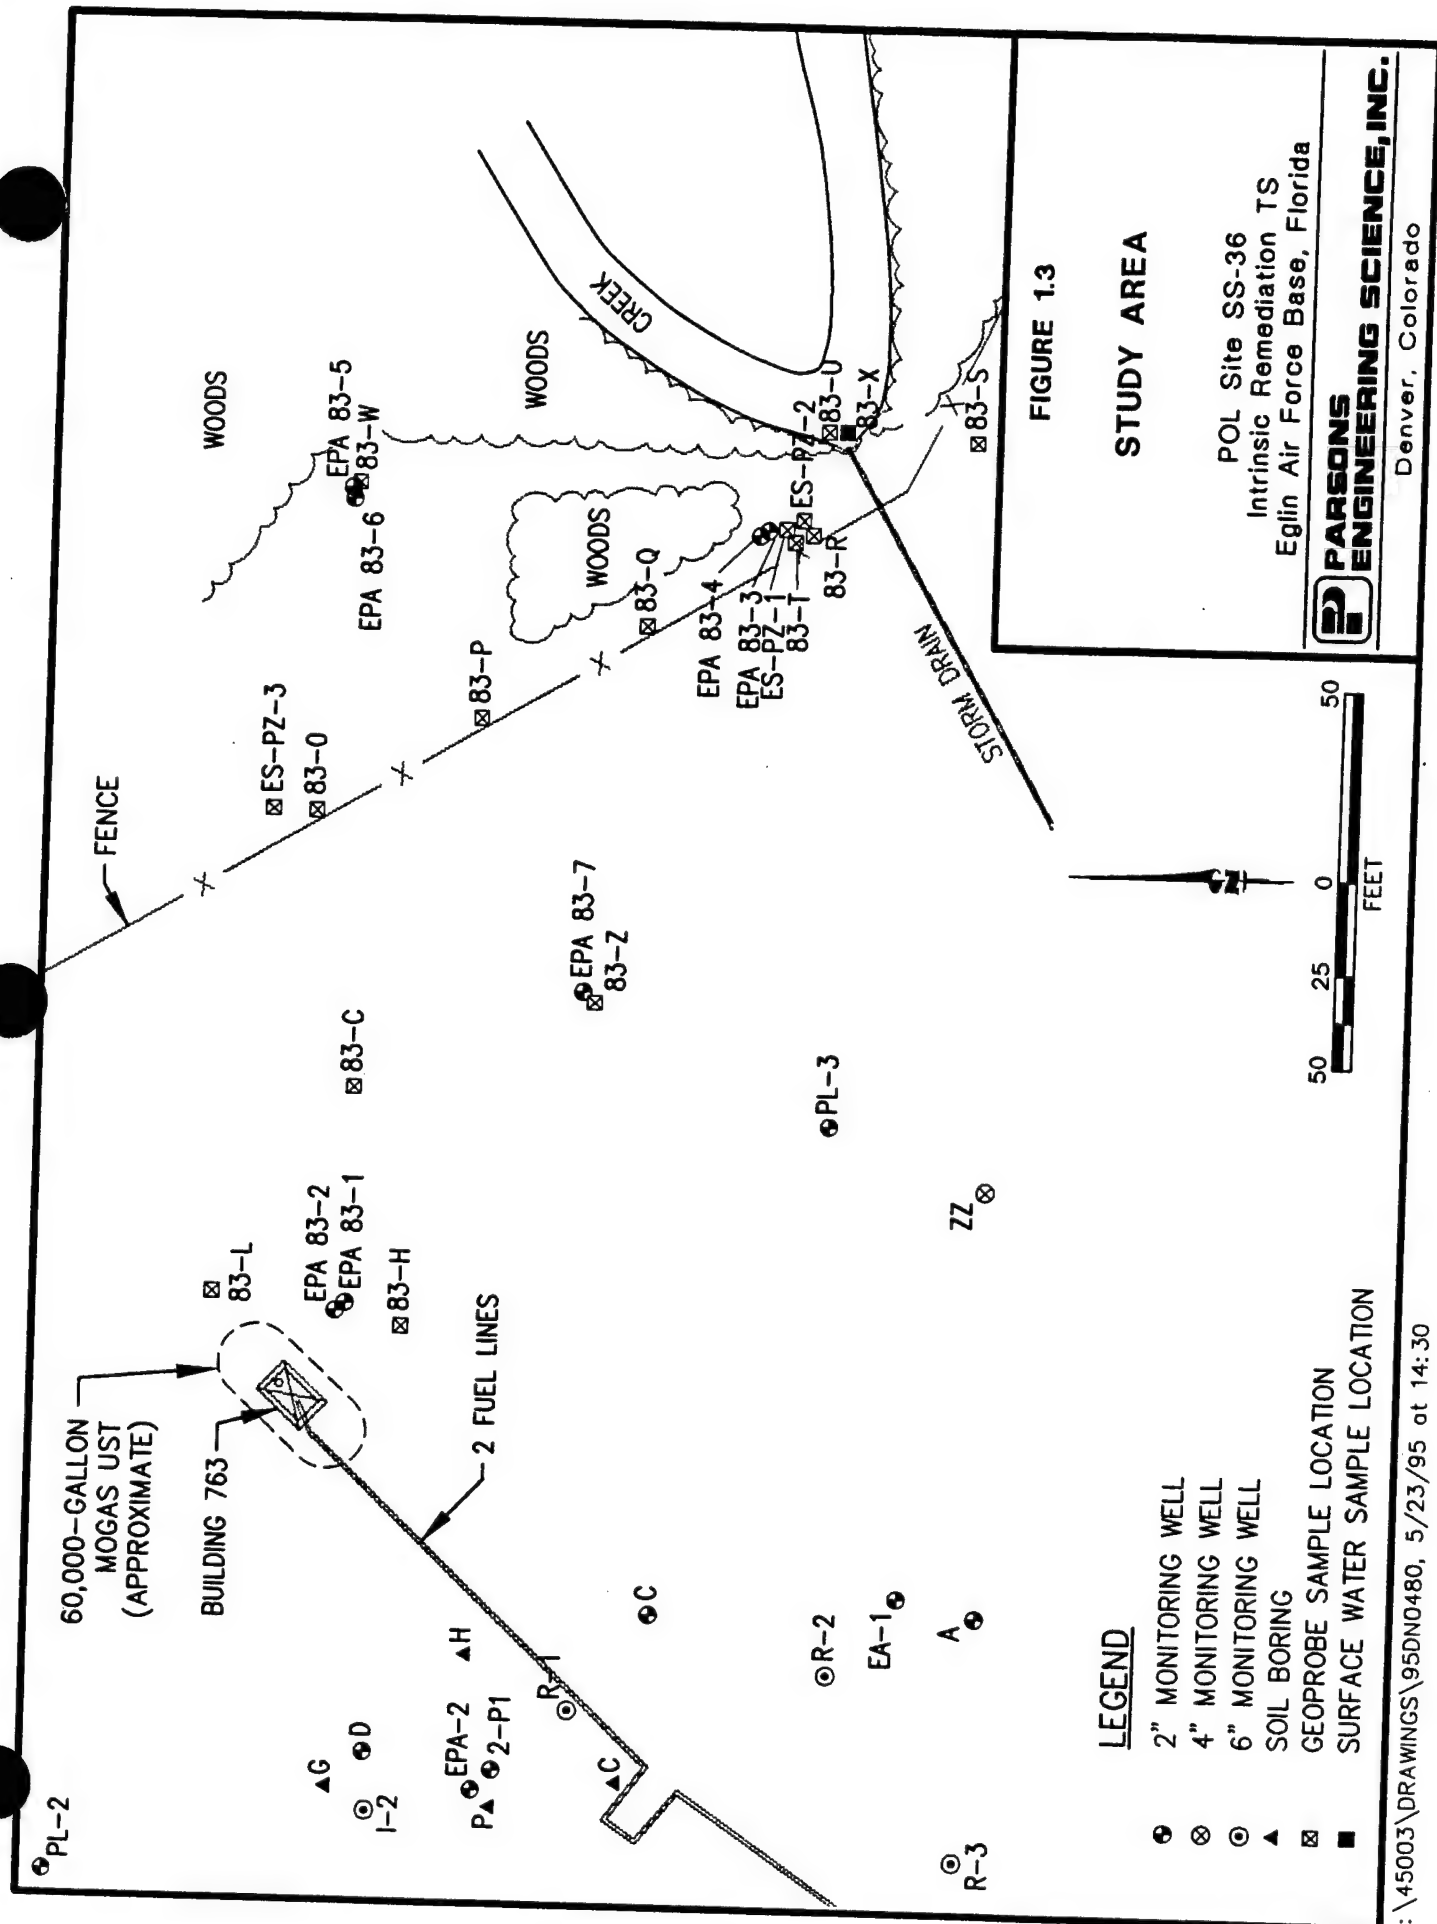 PL-2
G
D
I-2
EPA-2
2-P1
P
H
R-1
C
C
R-2
EA-1
A
R-3
60,000-GALLON
MOGAS UST
(APPROXIMATE)
BUILDING 763
2 FUEL LINES
83-L
EPA 83-2
EPA 83-1
83-H
83-C
EPA 83-7
83-Z
PL-3
ZZ
FENCE
ES-PZ-3
83-O
83-P
83-Q
WOODS
WOODS
WOODS
EPA 83-5
83-W
EPA 83-6
EPA 83-4
EPA 83-3
ES-PZ-1
83-T
83-R
ES-PZ-2
83-U
83-X
83-S
CREEK
STORM DRAIN
LEGEND
2" MONITORING WELL
4" MONITORING WELL
6" MONITORING WELL
SOIL BORING
GEOPROBE SAMPLE LOCATION
SURFACE WATER SAMPLE LOCATION
N
50 25 0 50
FEET
FIGURE 1.3
STUDY AREA
POL Site SS-36
Intrinsic Remediation TS
Eglin Air Force Base, Florida
PARSONS
ENGINEERING SCIENCE, INC.
Denver, Colorado
:\45003\DRAWINGS\95DN0480, 5/23/95 at 14:30